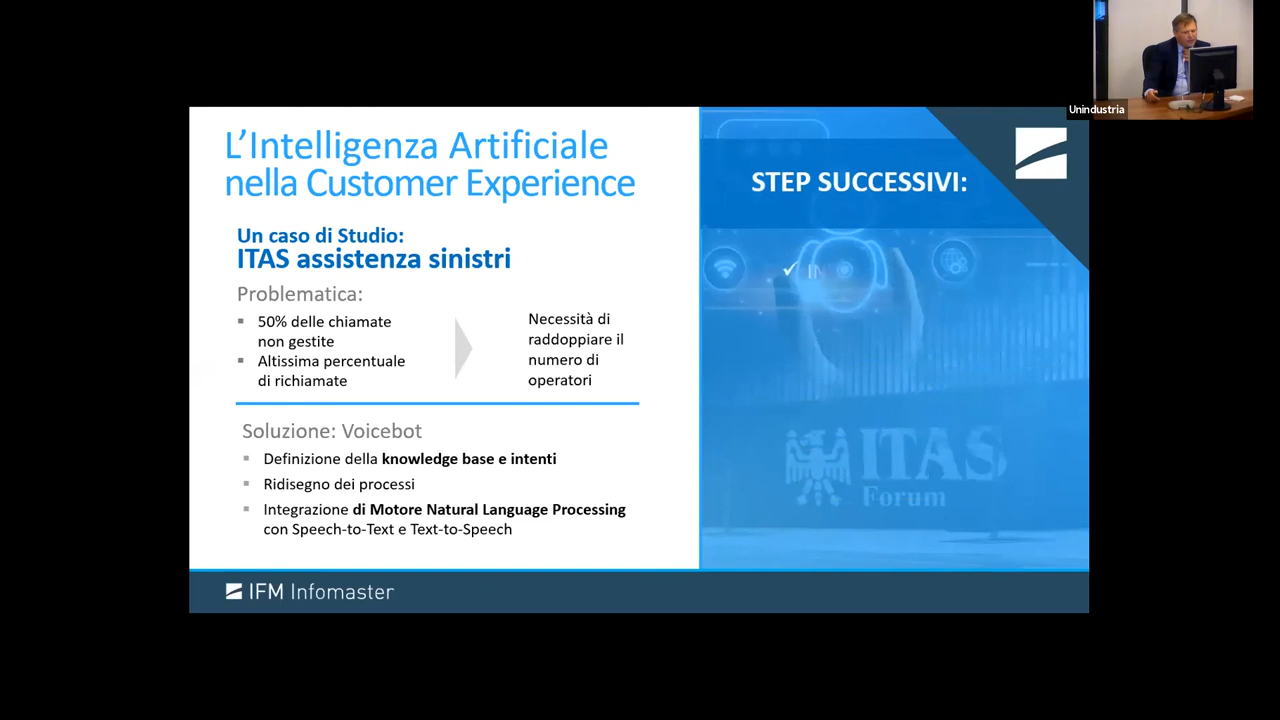 L'Intelligenza Artificiale
nella Customer Experience
Un caso di Studio:
ITAS assistenza sinistri
Problematica:
▪ 50% delle chiamate
non gestite
▪ Altissima percentuale
di richiamate
Necessità di
raddoppiare il
numero di
operatori
Soluzione: Voicebot
▪ Definizione della knowledge base e intenti
▪ Ridisegno dei processi
▪ Integrazione di Motore Natural Language Processing
con Speech-to-Text e Text-to-Speech
STEP SUCCESSIVI:
ITAS
Forum
IFM Infomaster
Unindustria